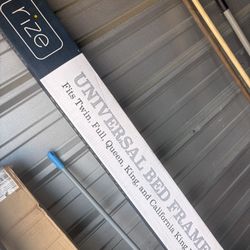 rize
UNIVERSAL BED FRAME
Fits Twin, Full, Queen, King, and California King